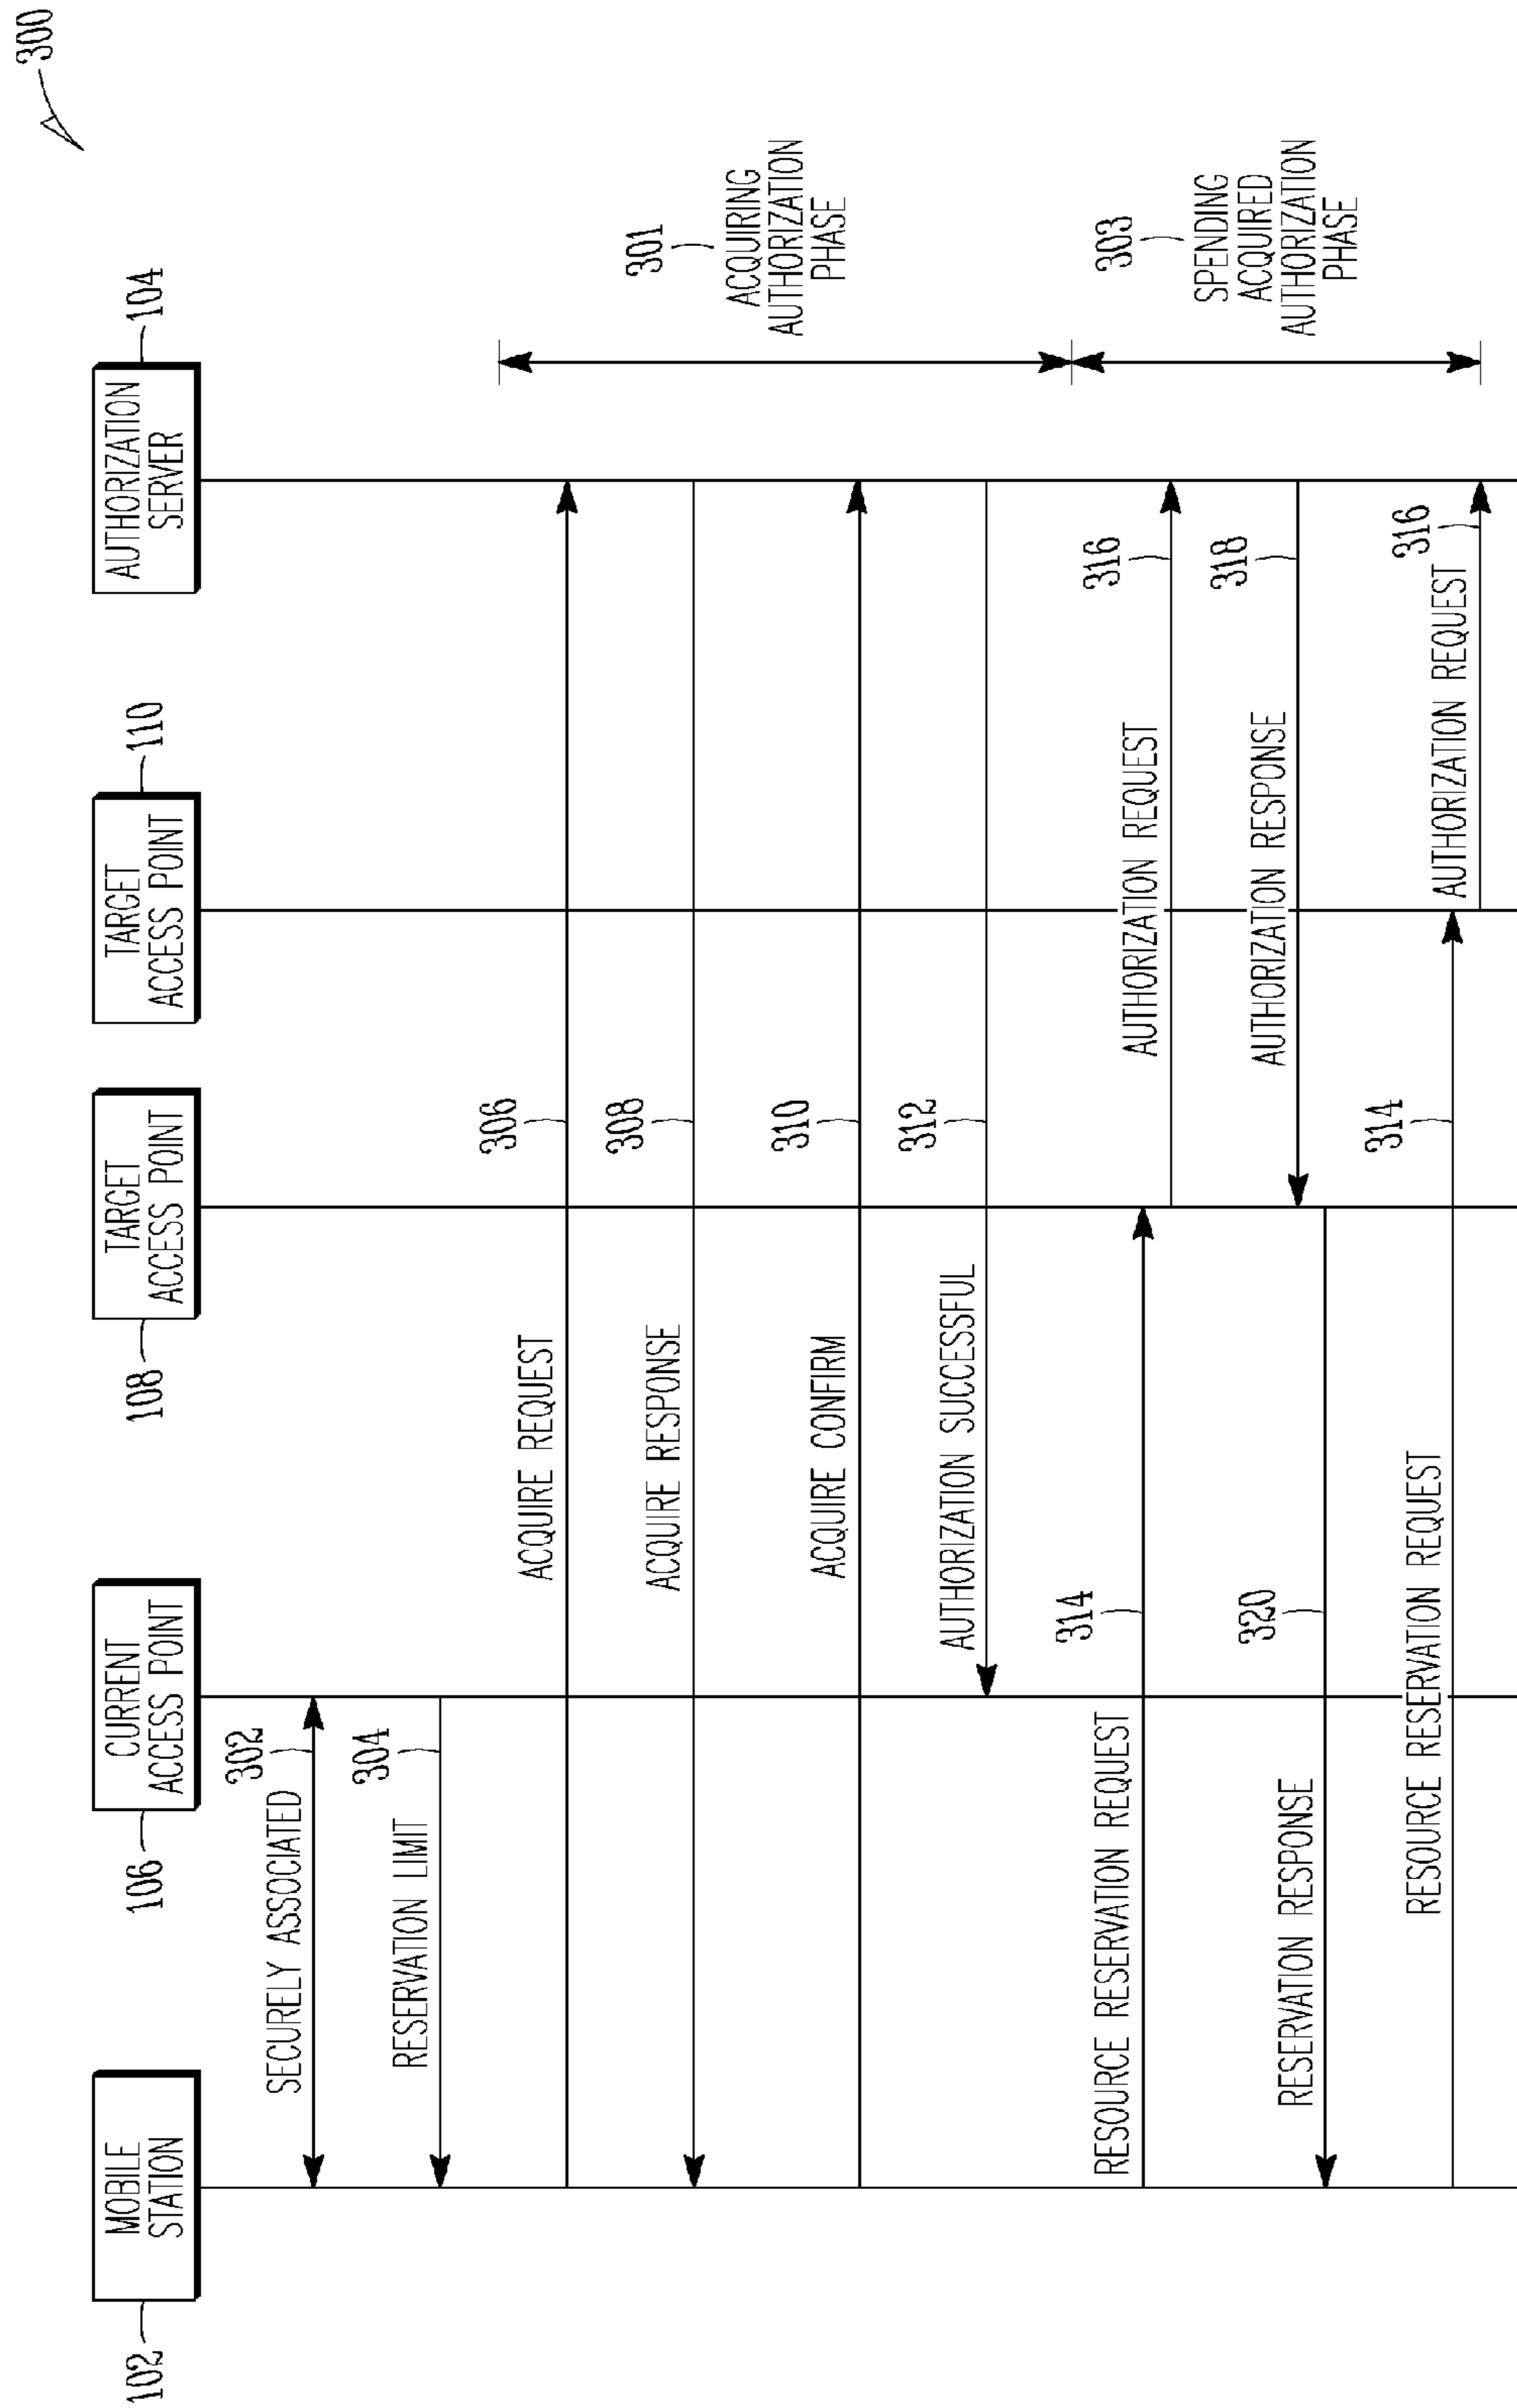 300
MOBILE
STATION
102
CURRENT
ACCESS POINT
106
TARGET
ACCESS POINT
108
TARGET
ACCESS POINT
110
AUTHORIZATION
SERVER
104
302
SECURELY ASSOCIATED
304
RESERVATION LIMIT
306
ACQUIRE REQUEST
308
ACQUIRE RESPONSE
310
ACQUIRE CONFIRM
312
AUTHORIZATION SUCCESSFUL
301
ACQUIRING
AUTHORIZATION
PHASE
314
RESOURCE RESERVATION REQUEST
316
AUTHORIZATION REQUEST
318
AUTHORIZATION RESPONSE
320
RESERVATION RESPONSE
314
RESOURCE RESERVATION REQUEST
316
AUTHORIZATION REQUEST
303
SPENDING
ACQUIRED
AUTHORIZATION
PHASE